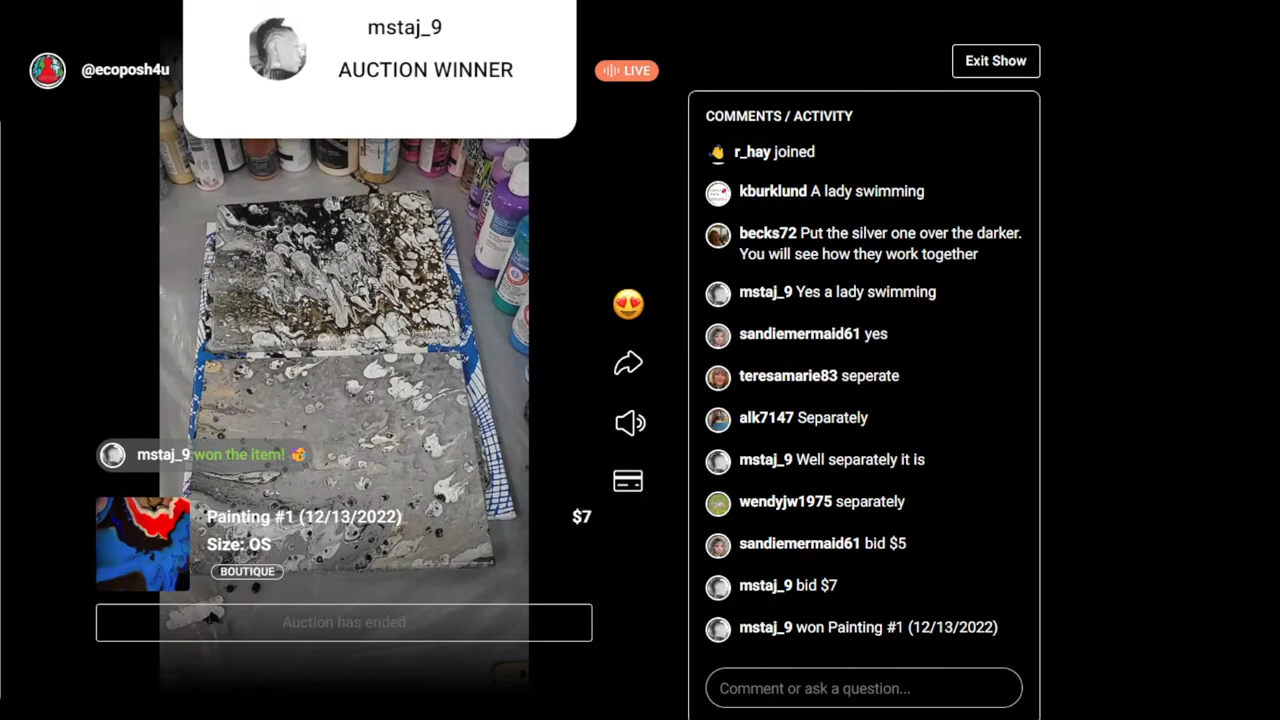 mstaj_9
AUCTION WINNER
@ecoposh4u
LIVE
Exit Show
mstaj_9 won the item!
Painting #1 (12/13/2022)
$7
Size: OS
BOUTIQUE
Auction has ended
COMMENTS / ACTIVITY
r_hay joined
kburklund A lady swimming
becks72 Put the silver one over the darker.
You will see how they work together
mstaj_9 Yes a lady swimming
sandiemermaid61 yes
teresamarie83 seperate
alk7147 Separately
mstaj_9 Well separately it is
wendyjw1975 separately
sandiemermaid61 bid $5
mstaj_9 bid $7
mstaj_9 won Painting #1 (12/13/2022)
Comment or ask a question...